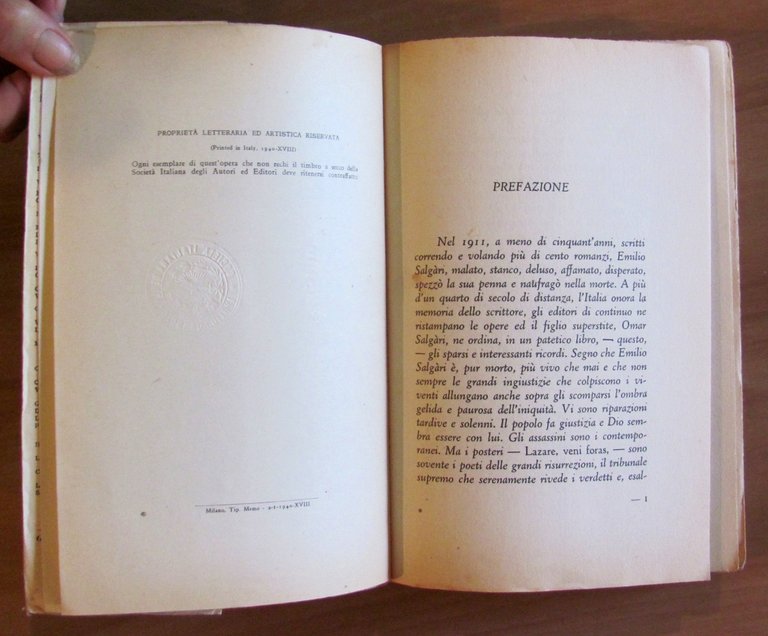 PROPRIETÀ LETTERARIA ED ARTISTICA RISERVATA
(Printed in Italy, 1940-XVIII)
Ogni esemplare di quest'opera che non rechi il timbro a secco della
Società Italiana degli Autori ed Editori deve ritenersi contraffatto
Milano, Tip. Memo - 2-1-1940-XVIII.
PREFAZIONE
Nel 1911, a meno di cinquant'anni, scritti
correndo e volando più di cento romanzi, Emilio
Salgàri, malato, stanco, deluso, affamato, disperato,
spezzò la sua penna e naufragò nella morte. A più
d'un quarto di secolo di distanza, l'Italia onora la
memoria dello scrittore, gli editori di continuo ne
ristampano le opere ed il figlio superstite, Omar
Salgàri, ne ordina, in un patetico libro, — questo,
— gli sparsi e interessanti ricordi. Segno che Emilio
Salgàri è, pur morto, più vivo che mai e che non
sempre le grandi ingiustizie che colpiscono i vi-
venti allungano anche sopra gli scomparsi l'ombra
gelida e paurosa dell'iniquità. Vi sono riparazioni
tardive e solenni. Il popolo fa giustizia e Dio sem-
bra essere con lui. Gli assassini sono i contempo-
ranei. Ma i posteri — Lazare, veni foras, — sono
sovente i poeti delle grandi risurrezioni, il tribunale
supremo che serenamente rivede i verdetti e, esal-
— 1